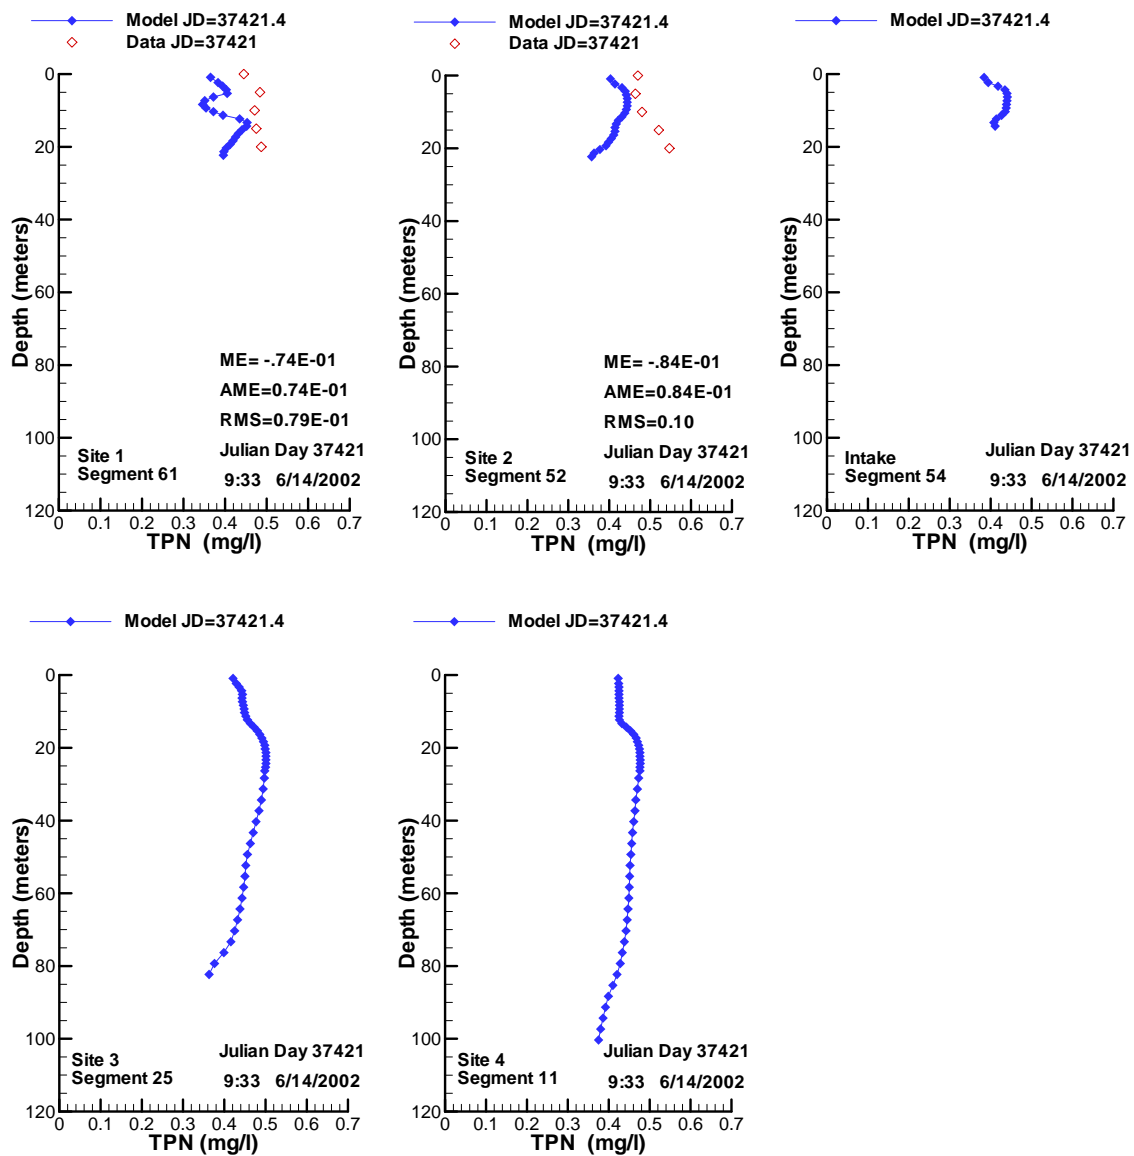 Model JD=37421.4
Data JD=37421
0
20
40
60
80
100
120
Depth (meters)
ME= -.74E-01
AME=0.74E-01
RMS=0.79E-01
Site 1
Segment 61
Julian Day 37421
9:33 6/14/2002
0 0.1 0.2 0.3 0.4 0.5 0.6 0.7
TPN (mg/l)
Model JD=37421.4
Data JD=37421
0
20
40
60
80
100
120
Depth (meters)
ME= -.84E-01
AME=0.84E-01
RMS=0.10
Site 2
Segment 52
Julian Day 37421
9:33 6/14/2002
0 0.1 0.2 0.3 0.4 0.5 0.6 0.7
TPN (mg/l)
Model JD=37421.4
0
20
40
60
80
100
120
Depth (meters)
Intake
Segment 54
Julian Day 37421
9:33 6/14/2002
0 0.1 0.2 0.3 0.4 0.5 0.6 0.7
TPN (mg/l)
Model JD=37421.4
0
20
40
60
80
100
120
Depth (meters)
Site 3
Segment 25
Julian Day 37421
9:33 6/14/2002
0 0.1 0.2 0.3 0.4 0.5 0.6 0.7
TPN (mg/l)
Model JD=37421.4
0
20
40
60
80
100
120
Depth (meters)
Site 4
Segment 11
Julian Day 37421
9:33 6/14/2002
0 0.1 0.2 0.3 0.4 0.5 0.6 0.7
TPN (mg/l)